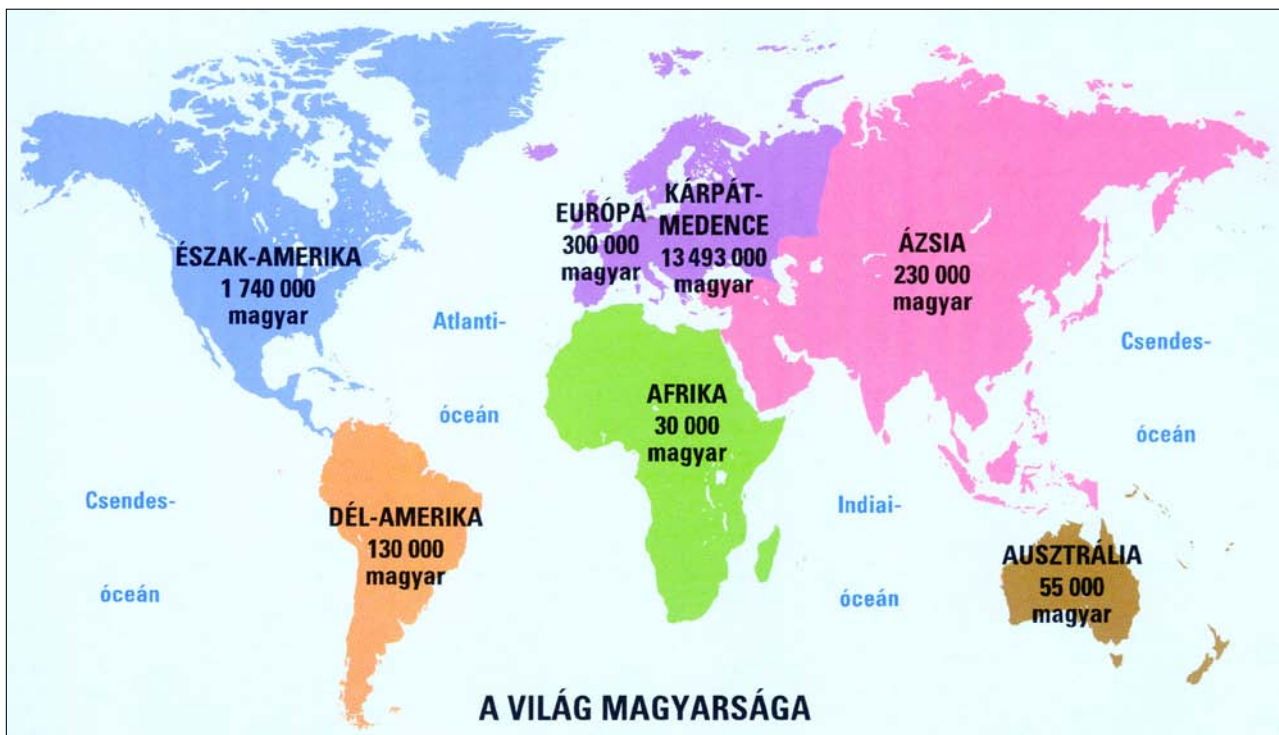 ÉSZAK-AMERIKA
1 740 000
magyar
EURÓPA
300 000
magyar
KÁRPÁT-
MEDENCE
13 493 000
magyar
ÁZSIA
230 000
magyar
Atlanti-
óceán
Csendes-
óceán
AFRIKA
30 000
magyar
Csendes-
óceán
DÉL-AMERIKA
130 000
magyar
Indiai-
óceán
AUSZTRÁLIA
55 000
magyar
A VILÁG MAGYARSÁGA